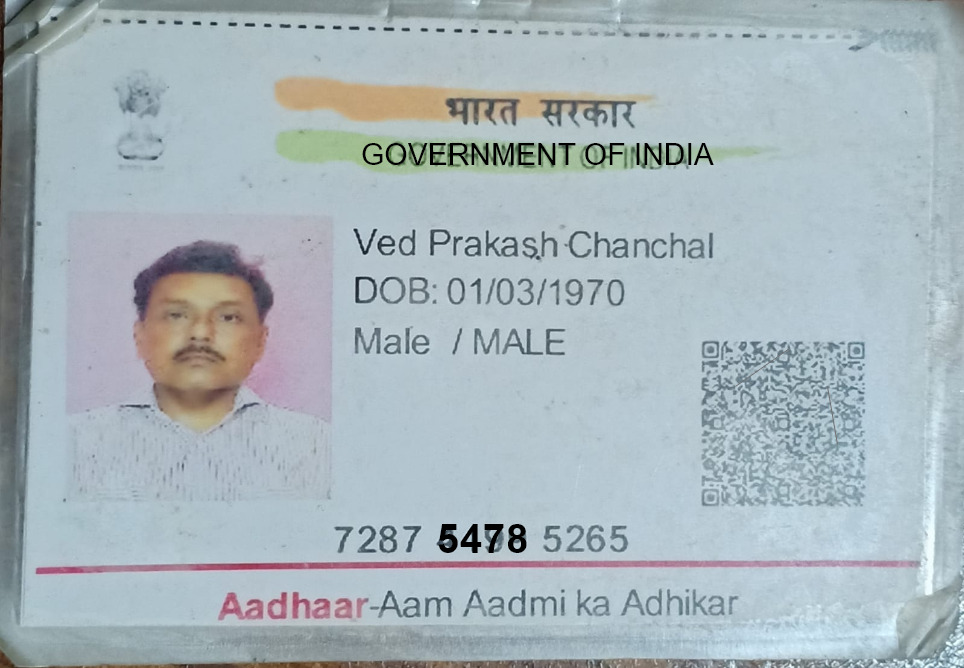 भारत सरकार
GOVERNMENT OF INDIA
Ved Prakash Chanchal
DOB: 01/03/1970
Male / MALE
7287 5478 5265
Aadhaar-Aam Aadmi ka Adhikar